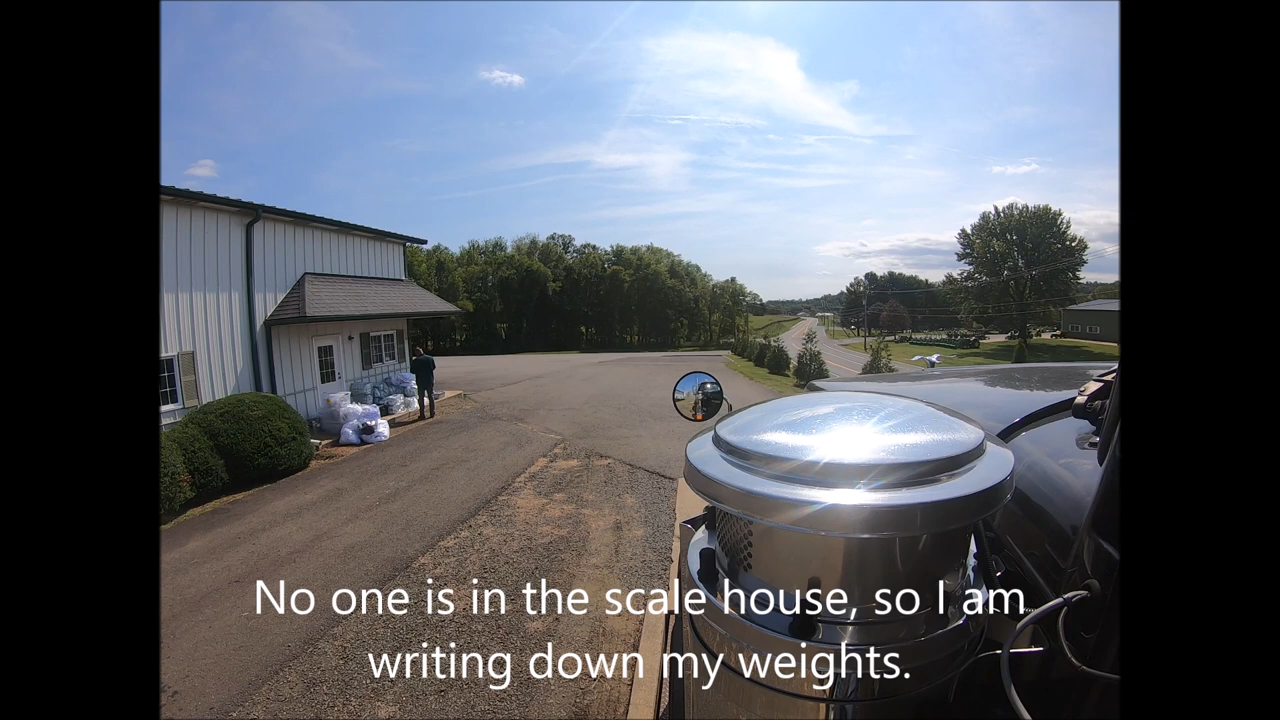 No one is in the scale house, so I am
writing down my weights.